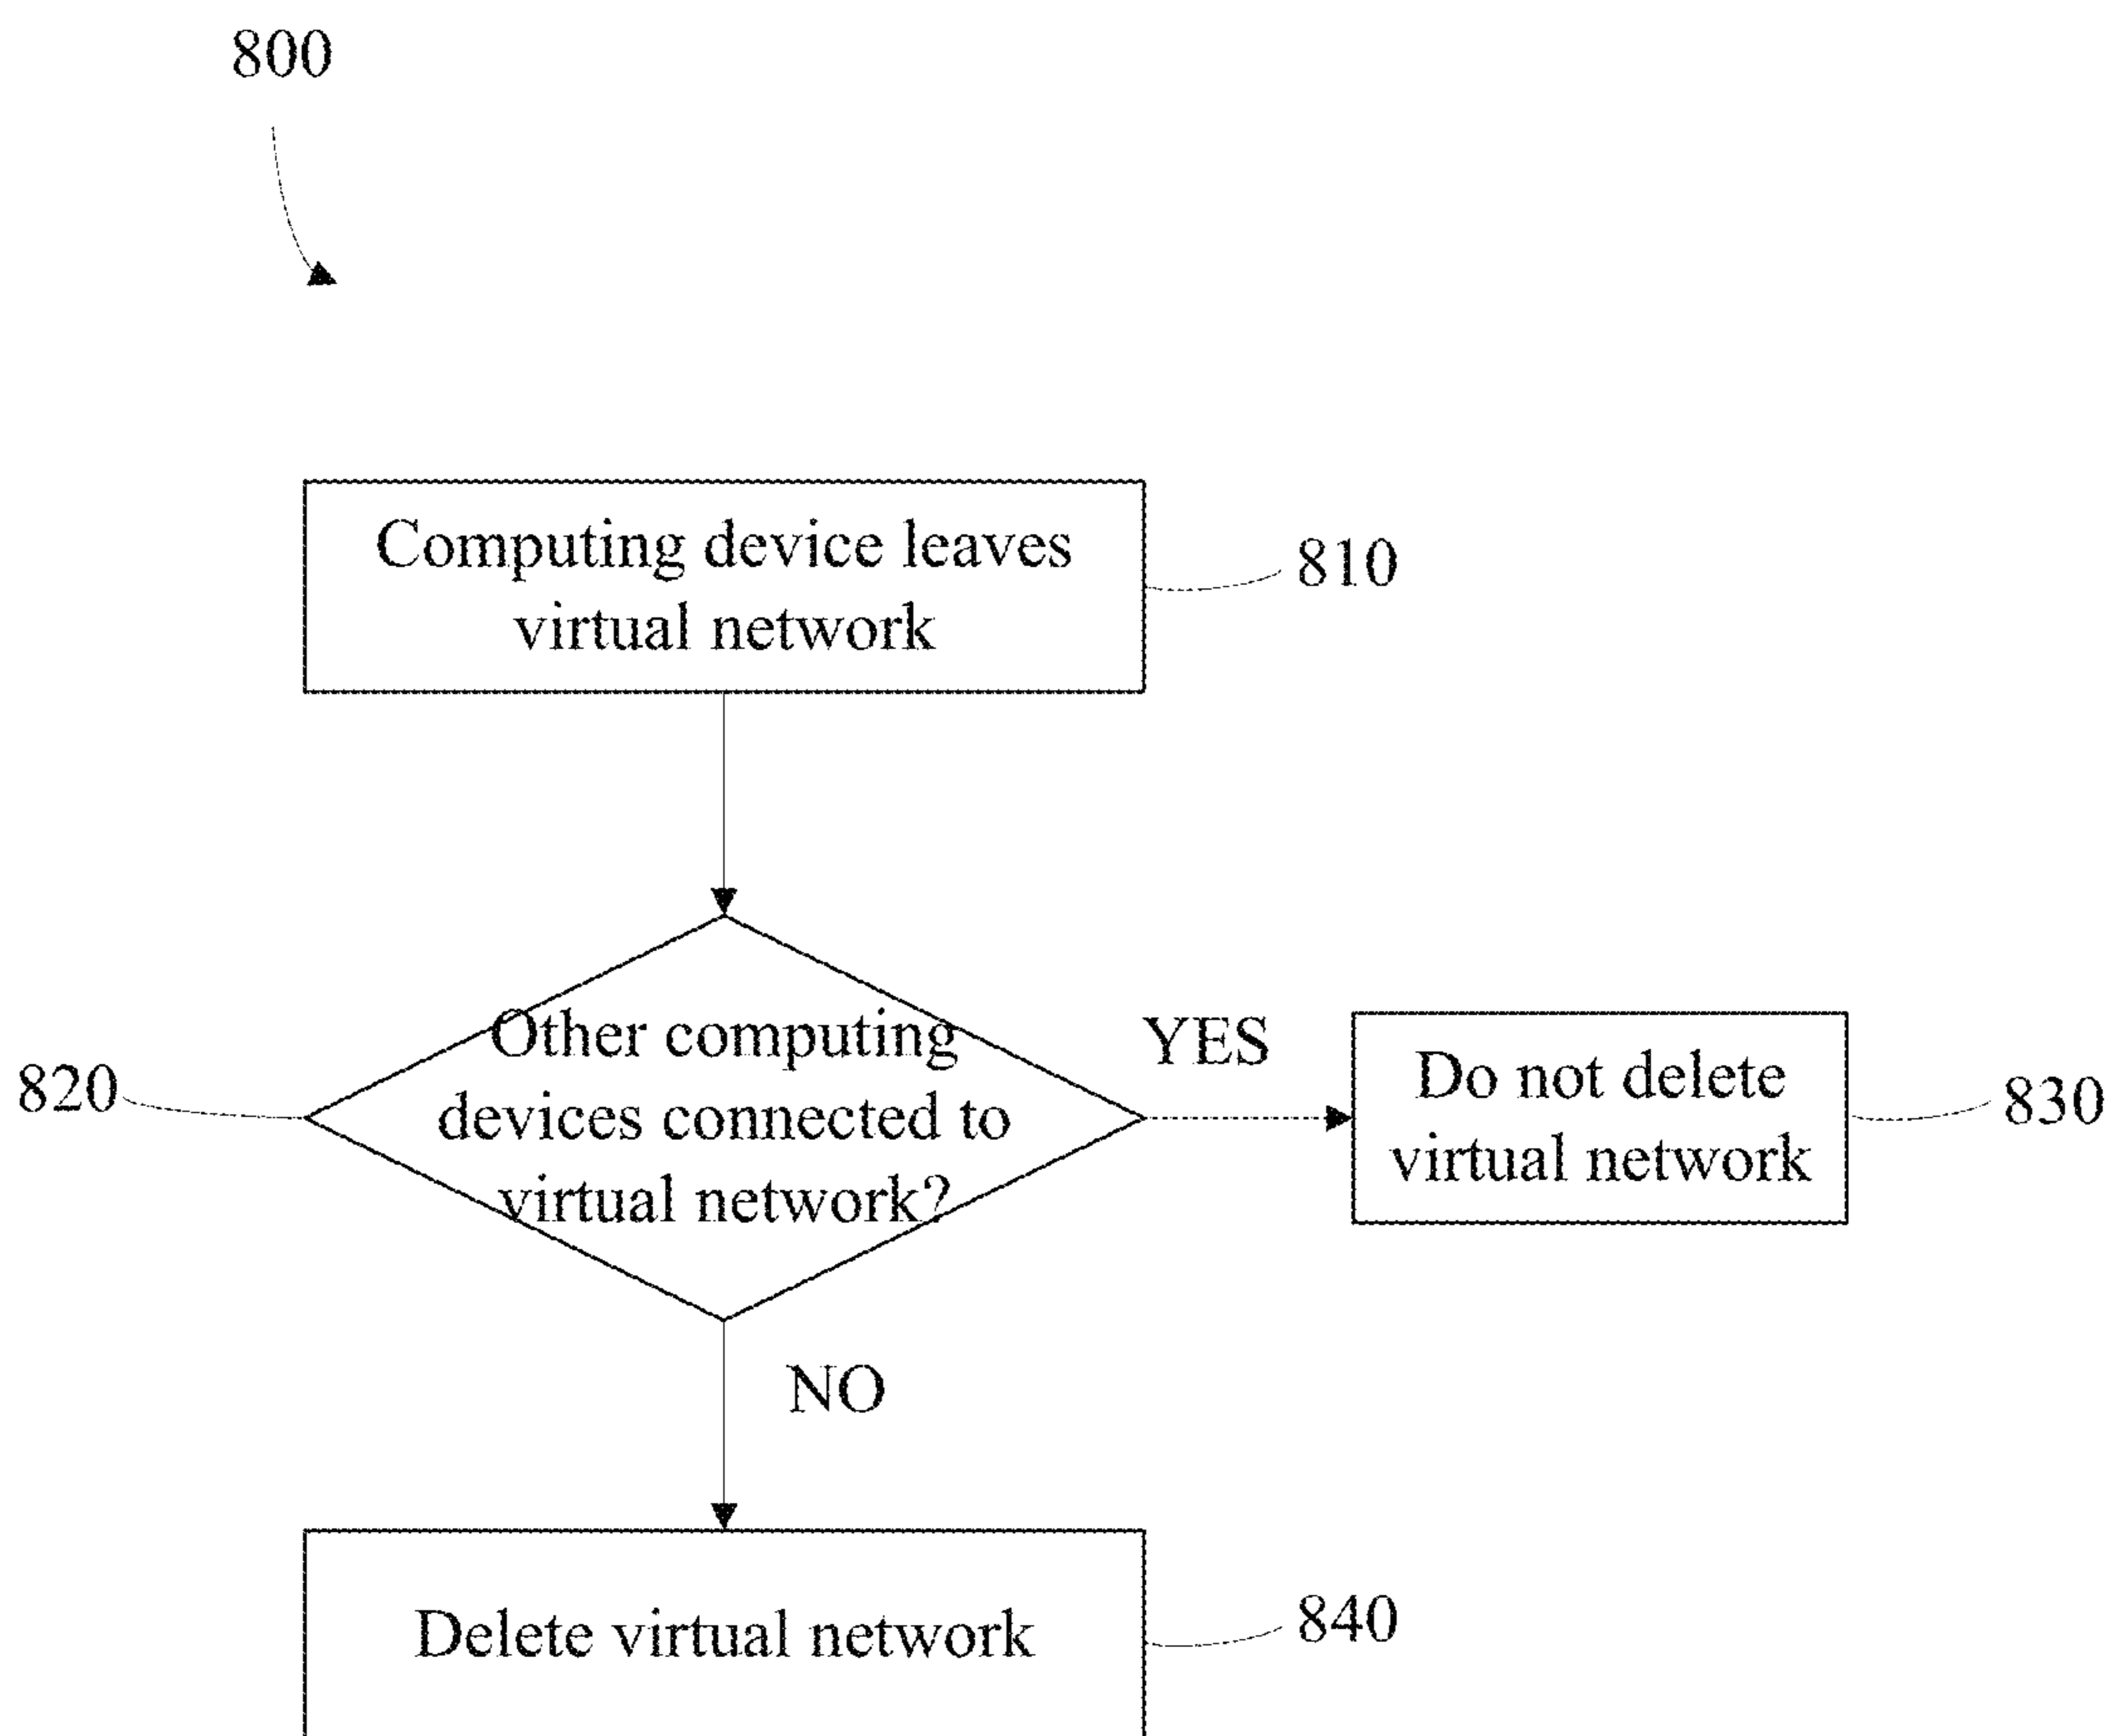 800
Computing device leaves
virtual network
810
Other computing
devices connected to
virtual network?
820
YES
Do not delete
virtual network
830
NO
Delete virtual network
840